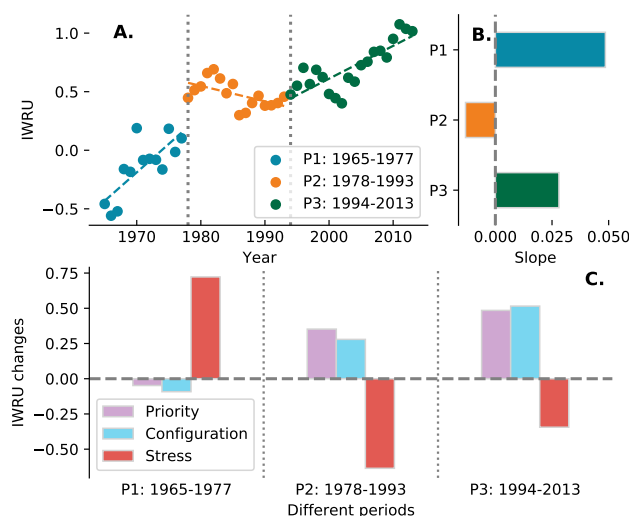 A.
1.0
0.5
0.0
−0.5
IWRU
P1: 1965-1977
P2: 1978-1993
P3: 1994-2013
1970
1980
1990
2000
2010
Year
B.
P1
P2
P3
0.000
0.025
0.050
Slope
C.
0.75
0.50
0.25
0.00
−0.25
−0.50
IWRU changes
Priority
Configuration
Stress
P1: 1965-1977
P2: 1978-1993
P3: 1994-2013
Different periods